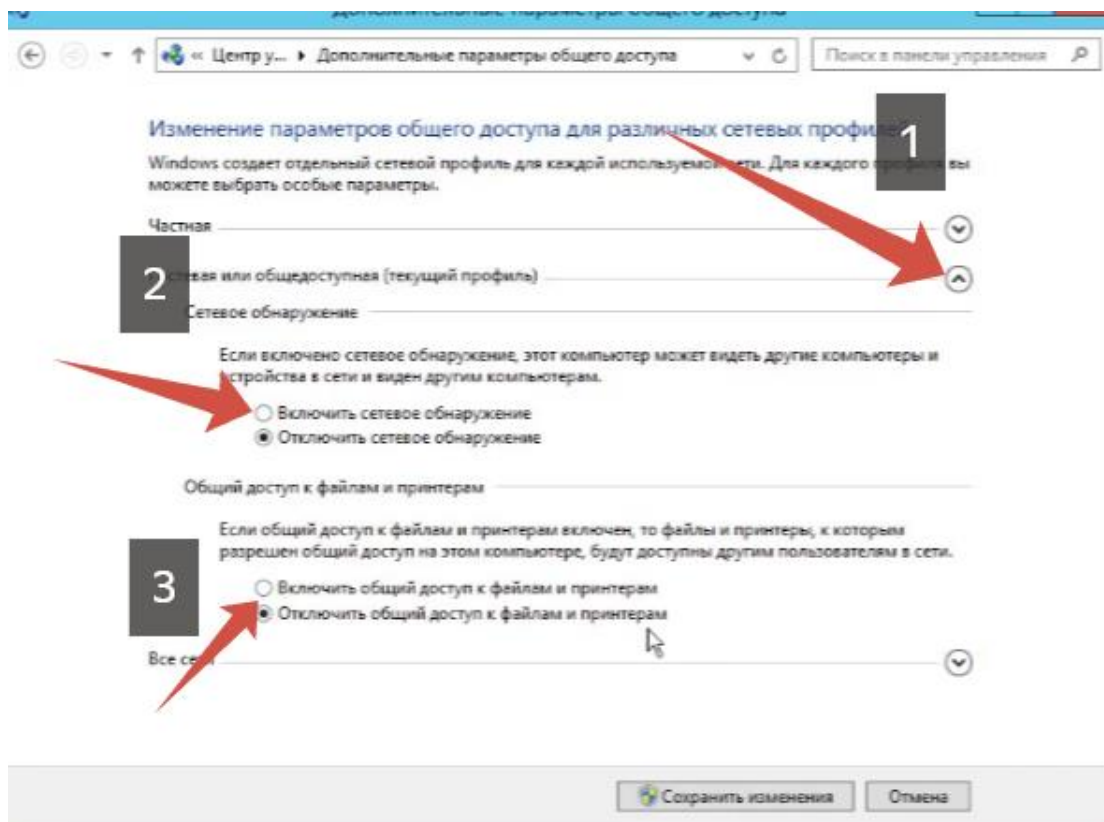 Дополнительные параметры общего доступа
« Центр у... ▸ Дополнительные параметры общего доступа
Поиск в панели управления
Изменение параметров общего доступа для различных сетевых
1
Windows создает отдельный сетевой профиль для каждой используемой сети. Для каждого профиля вы
можете выбрать особые параметры.
Частная
2
или общедоступная (текущий профиль)
Сетевое обнаружение
Если включено сетевое обнаружение, этот компьютер может видеть другие компьютеры и
устройства в сети и виден другим компьютерам.
Включить сетевое обнаружение
Отключить сетевое обнаружение
Общий доступ к файлам и принтерам
Если общий доступ к файлам и принтерам включен, то файлы и принтеры, к которым
разрешен общий доступ на этом компьютере, будут доступны другим пользователям в сети.
3
Включить общий доступ к файлам и принтерам
Отключить общий доступ к файлам и принтерам
Все сети
Сохранить изменения
Отмена